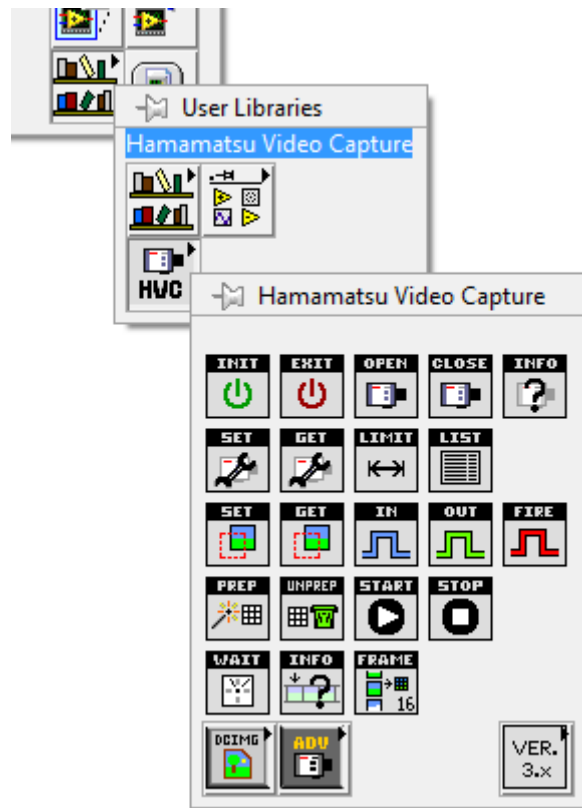 User Libraries
Hamamatsu Video Capture
HVC
Hamamatsu Video Capture
INIT EXIT OPEN CLOSE INFO
SET GET LIMIT LIST
SET GET IN OUT FIRE
PREP UNPREP START STOP
WAIT INFO FRAME
16
DCIMG ADV VER.
3.x